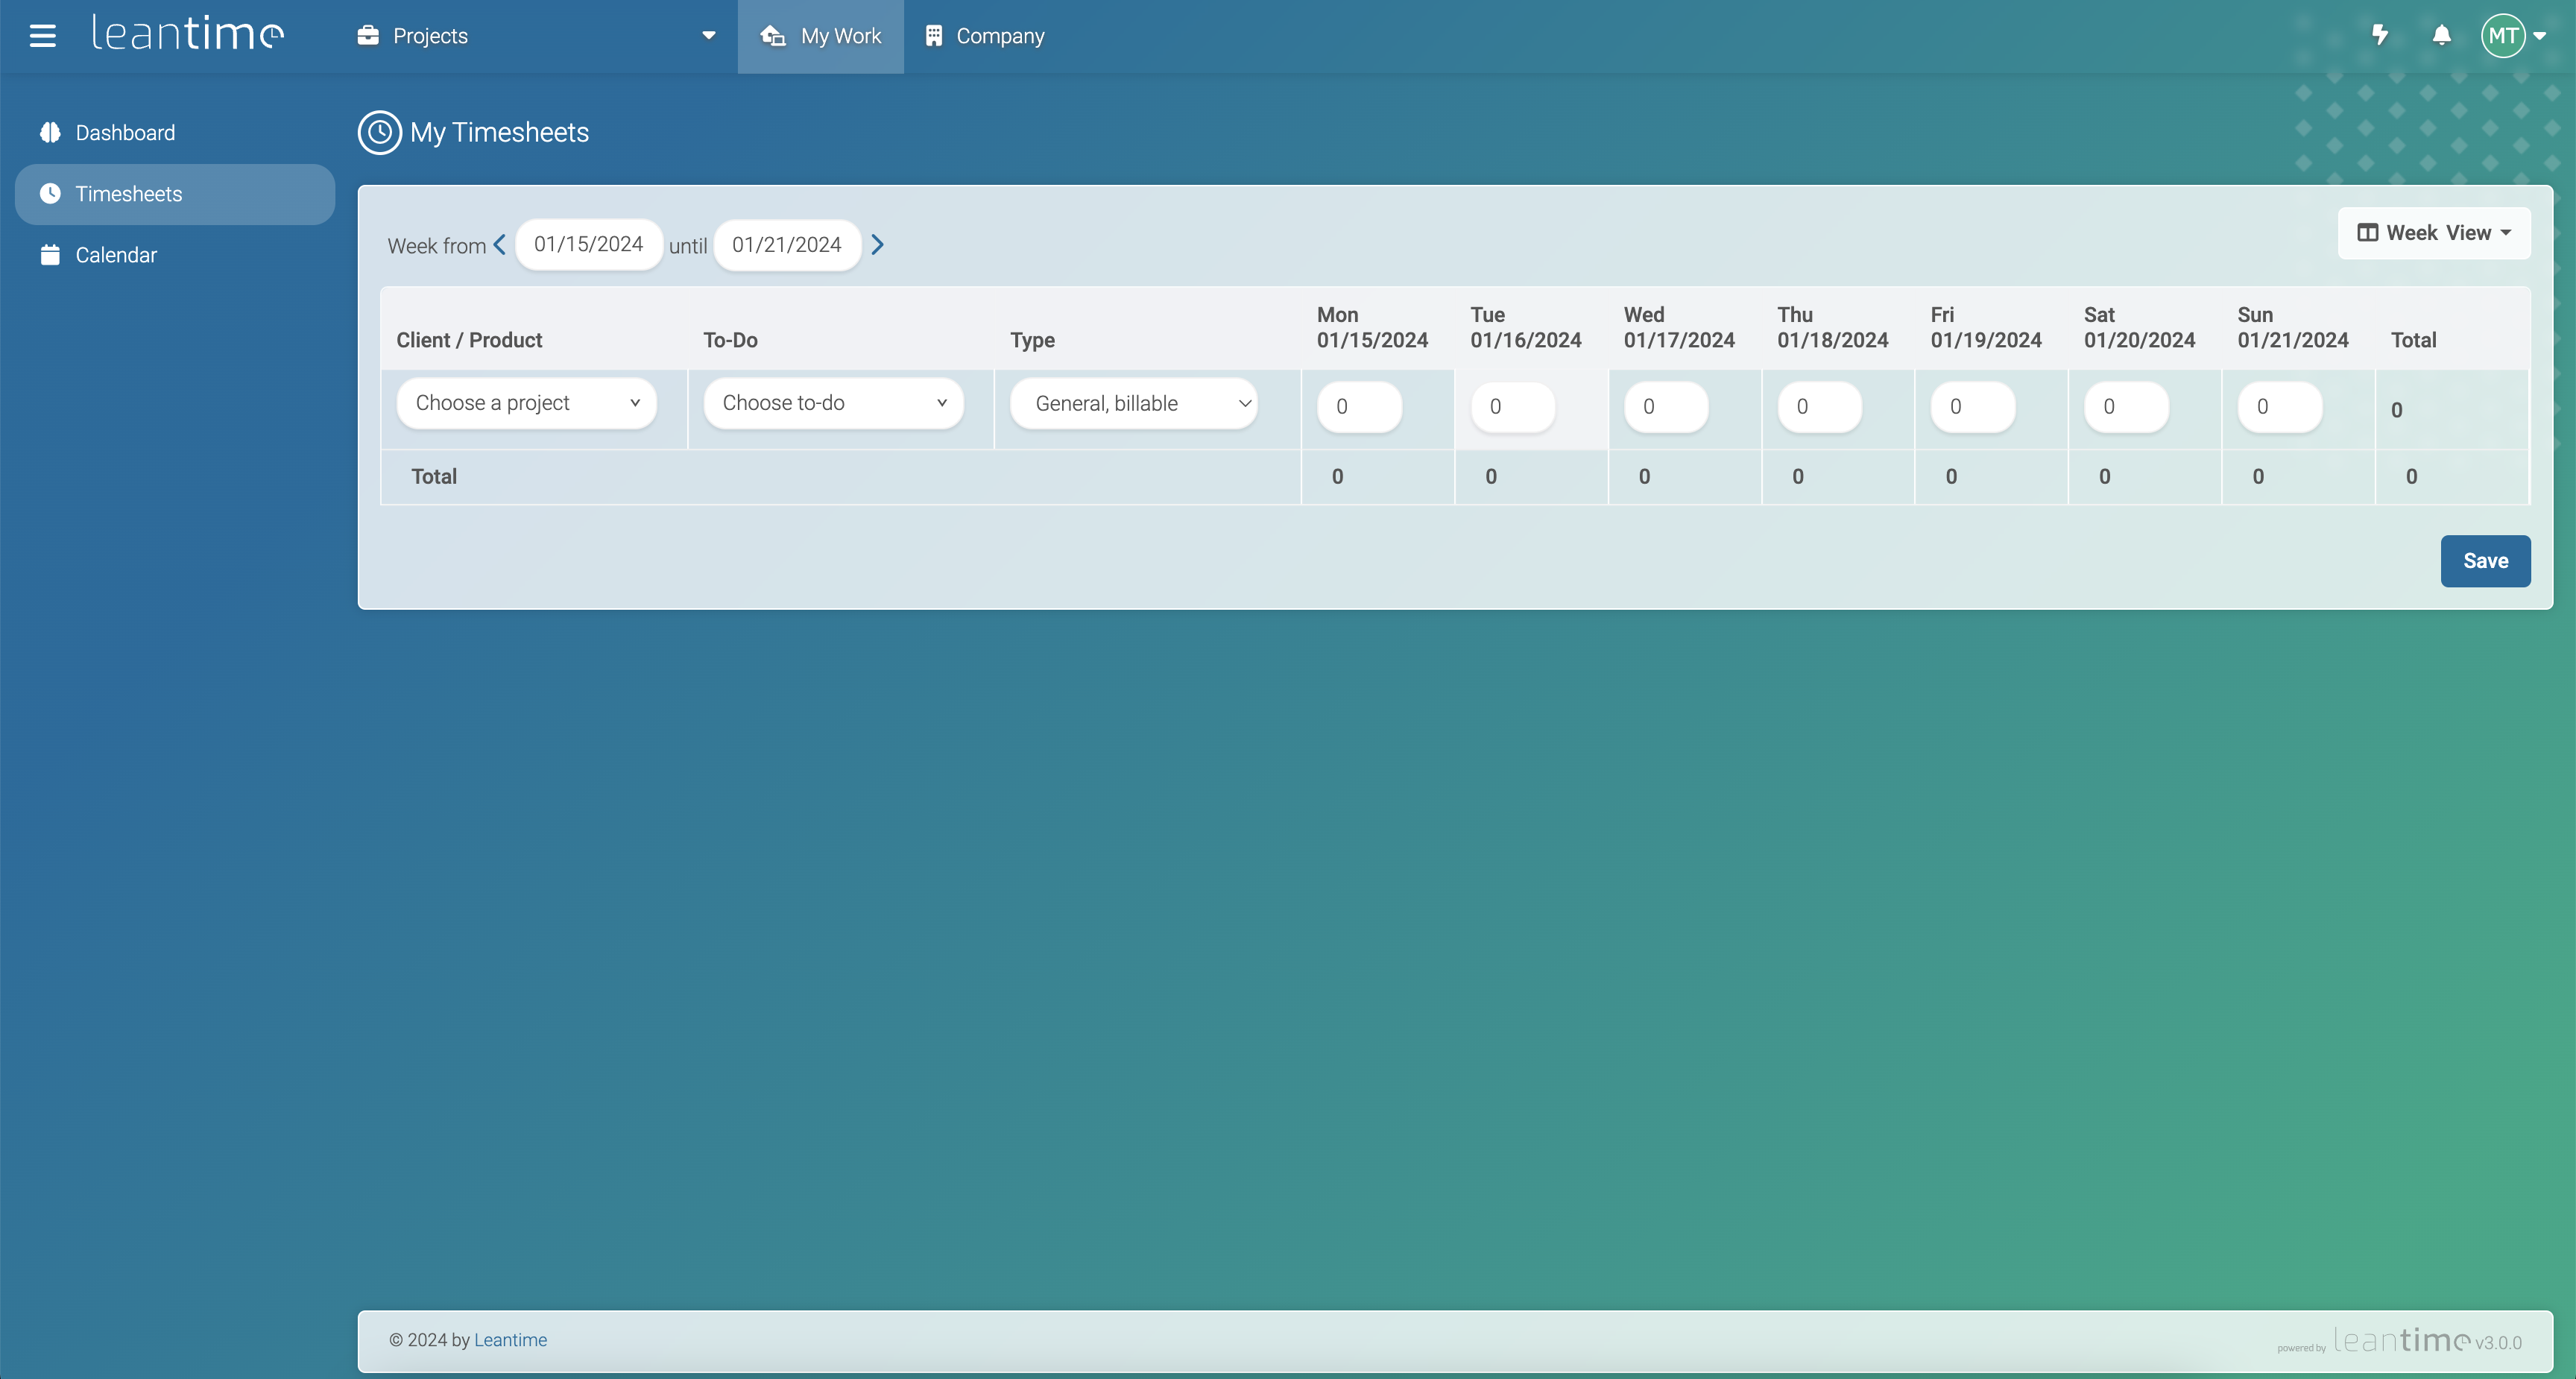 leantime
Projects
My Work
Company
MT
Dashboard
Timesheets
Calendar
My Timesheets
Week from 01/15/2024 until 01/21/2024
Week View
Client / Product To-Do Type Mon 01/15/2024 Tue 01/16/2024 Wed 01/17/2024 Thu 01/18/2024 Fri 01/19/2024 Sat 01/20/2024 Sun 01/21/2024 Total
Choose a project Choose to-do General, billable 0 0 0 0 0 0 0 0
Total 0 0 0 0 0 0 0 0
Save
© 2024 by Leantime
powered by leantime v3.0.0